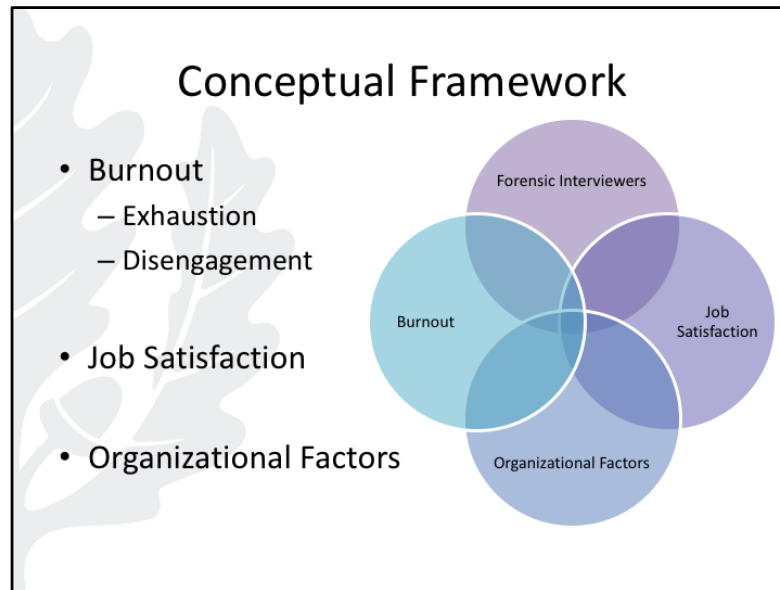 Conceptual Framework
• Burnout
– Exhaustion
– Disengagement
• Job Satisfaction
• Organizational Factors
Forensic Interviewers
Burnout
Job
Satisfaction
Organizational Factors